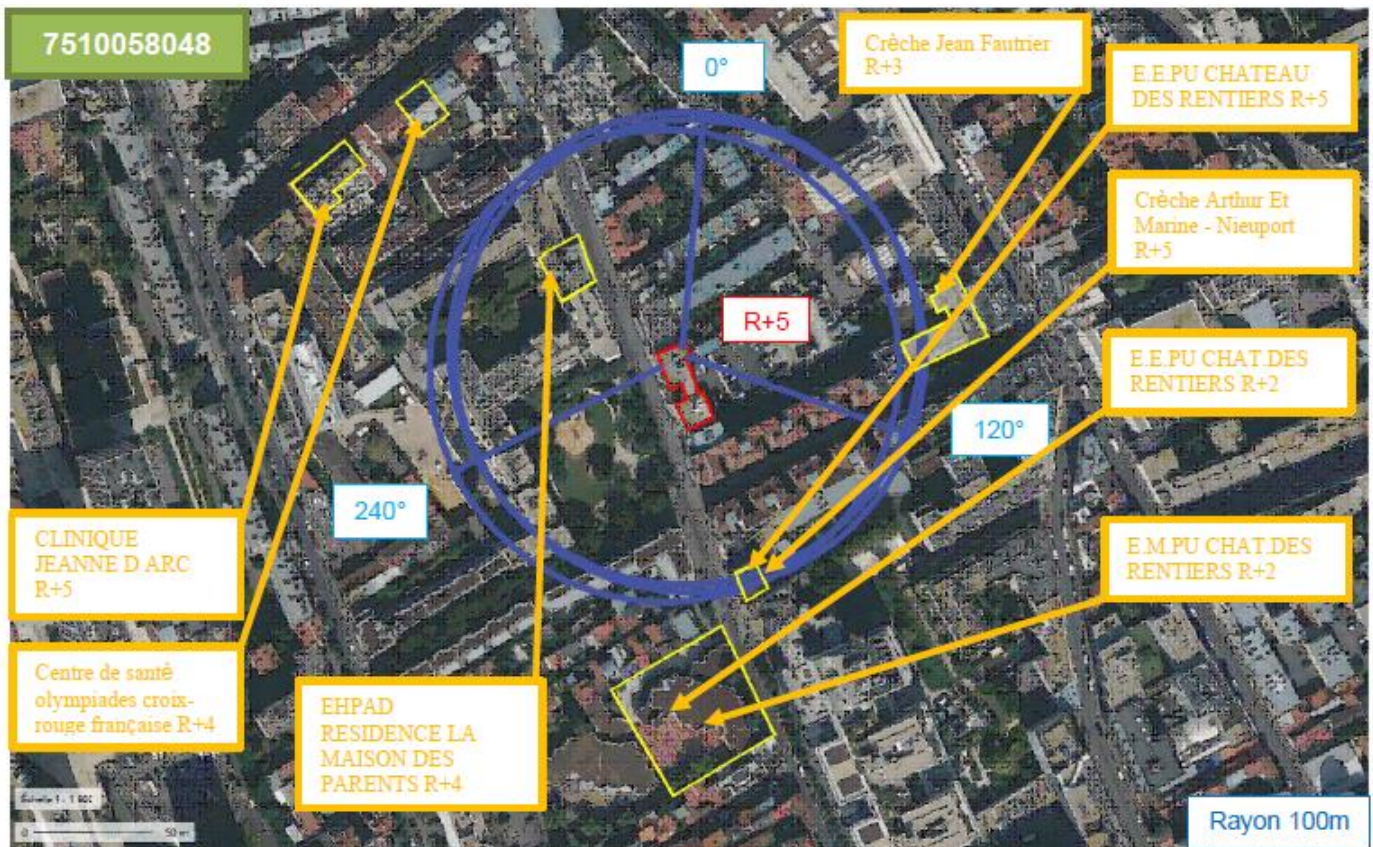 7510058048
0°
Crèche Jean Fautrier
R+3
E.E.PU CHATEAU
DES RENTIERS R+5
Crèche Arthur Et
Marine - Nieuport
R+5
R+5
E.E.PU CHAT.DES
RENTIERS R+2
120°
240°
CLINIQUE
JEANNE D ARC
R+5
E.M.PU CHAT.DES
RENTIERS R+2
Centre de santé
olympiades croix-
rouge française R+4
EHPAD
RESIDENCE LA
MAISON DES
PARENTS R+4
0
50 m
Rayon 100m